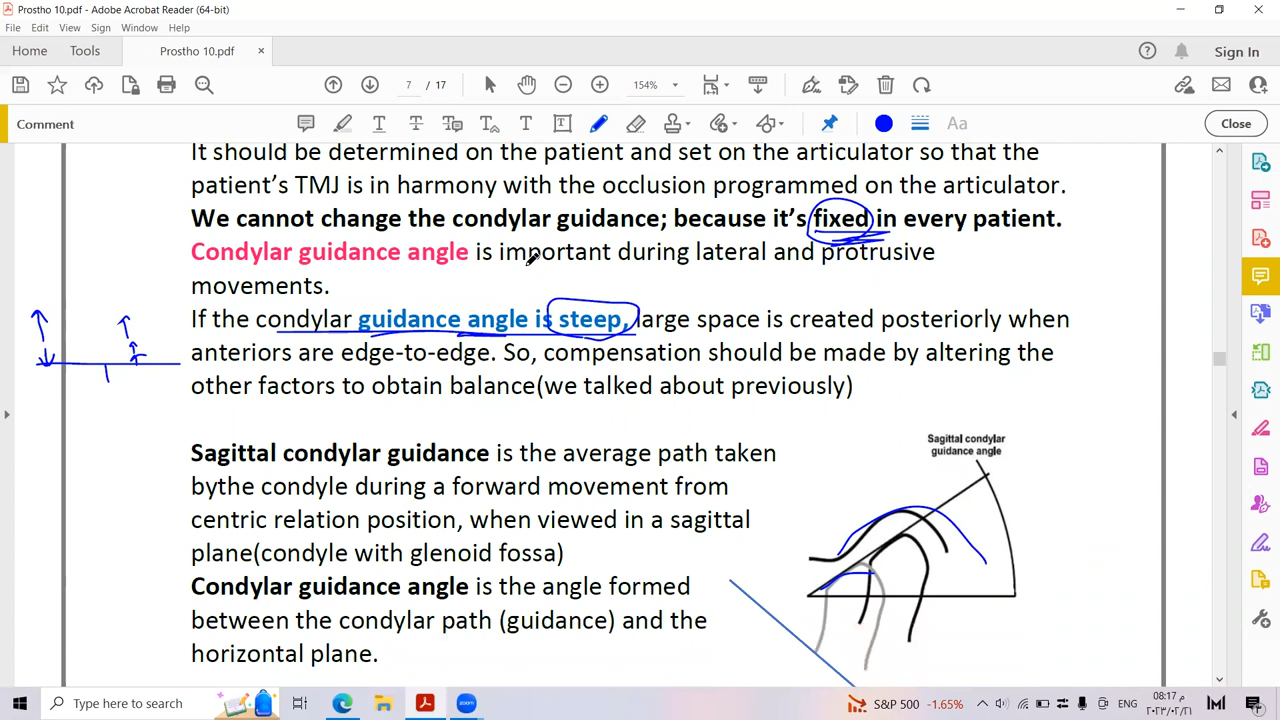 Prostho 10.pdf - Adobe Acrobat Reader (64-bit)
File Edit View Sign Window Help
Home Tools Prostho 10.pdf × Sign In
7 / 17 154%
Comment Close
It should be determined on the patient and set on the articulator so that the
patient's TMJ is in harmony with the occlusion programmed on the articulator.
We cannot change the condylar guidance; because it's fixed in every patient.
Condylar guidance angle is important during lateral and protrusive
movements.
If the condylar guidance angle is steep, large space is created posteriorly when
anteriors are edge-to-edge. So, compensation should be made by altering the
other factors to obtain balance(we talked about previously)
Sagittal condylar guidance is the average path taken
bythe condyle during a forward movement from
centric relation position, when viewed in a sagittal
plane(condyle with glenoid fossa)
Condylar guidance angle is the angle formed
between the condylar path (guidance) and the
horizontal plane.
Sagittal condylar
guidance angle
Type here to search
zoom
S&P 500 -1.65%
ENG
08:17 م
٢٠٢٣/٠٢/٢١